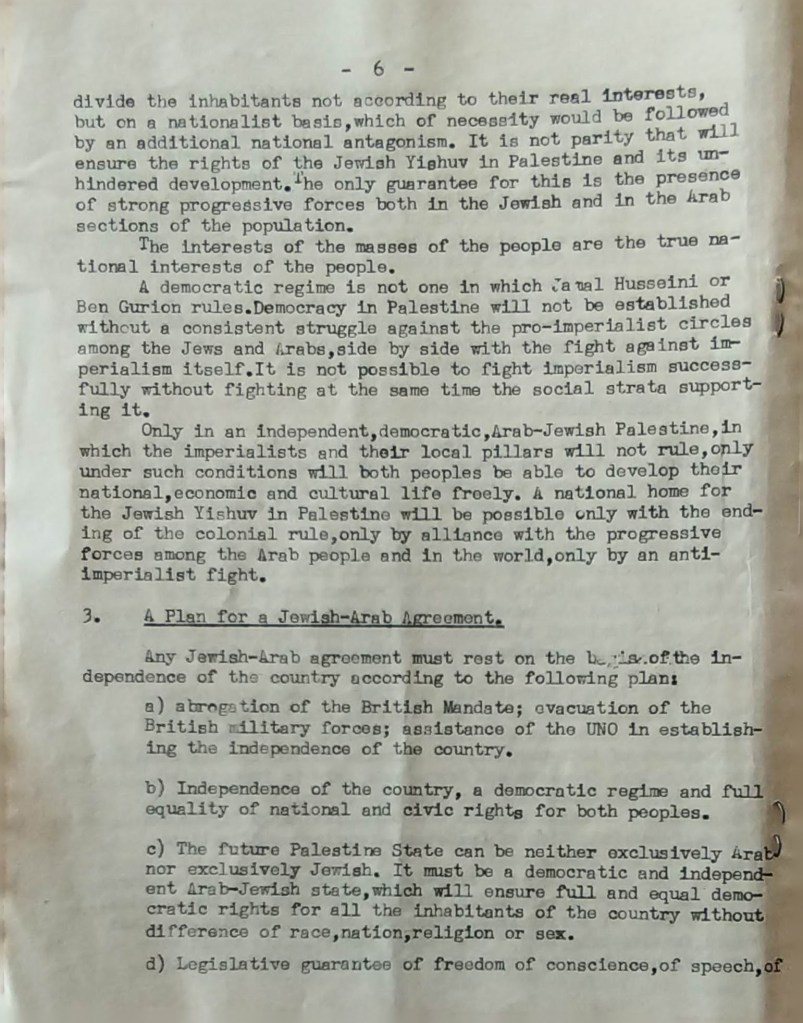 - 6 -
divide the inhabitants not according to their real interests,
but on a nationalist basis,which of necessity would be followed
by an additional national antagonism. It is not parity that will
ensure the rights of the Jewish Yishuv in Palestine and its un-
hindered development.The only guarantee for this is the presence
of strong progressive forces both in the Jewish and in the Arab
sections of the population.
The interests of the masses of the people are the true na-
tional interests of the people.
A democratic regime is not one in which Jamal Husseini or
Ben Gurion rules.Democracy in Palestine will not be established
without a consistent struggle against the pro-imperialist circles
among the Jews and Arabs,side by side with the fight against im-
perialism itself.It is not possible to fight imperialism success-
fully without fighting at the same time the social strata support-
ing it.
Only in an independent,democratic,Arab-Jewish Palestine,in
which the imperialists and their local pillars will not rule,only
under such conditions will both peoples be able to develop their
national,economic and cultural life freely. A national home for
the Jewish Yishuv in Palestine will be possible only with the end-
ing of the colonial rule,only by alliance with the progressive
forces among the Arab people and in the world,only by an anti-
imperialist fight.
3. A Plan for a Jewish-Arab Agreement.
Any Jewish-Arab agreement must rest on the basis of the in-
dependence of the country according to the following plan:
a) abrogation of the British Mandate; evacuation of the
British military forces; assistance of the UNO in establish-
ing the independence of the country.
b) Independence of the country, a democratic regime and full
equality of national and civic rights for both peoples.
c) The future Palestine State can be neither exclusively Arab
nor exclusively Jewish. It must be a democratic and independ-
ent Arab-Jewish state,which will ensure full and equal demo-
cratic rights for all the inhabitants of the country without
difference of race,nation,religion or sex.
d) Legislative guarantee of freedom of conscience,of speech,of